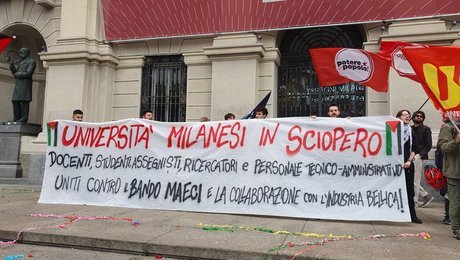 UNIVERSITÀ MILANESI IN SCIOPERO
DOCENTI, STUDENTI, ASSEGNISTI, RICERCATORI E PERSONALE TECNICO-AMMINISTRATIVO
UNITI CONTRO IL BANDO MAECI E LA COLLABORAZIONE CON L'INDUSTRIA BELLICA!
potere
popolo!